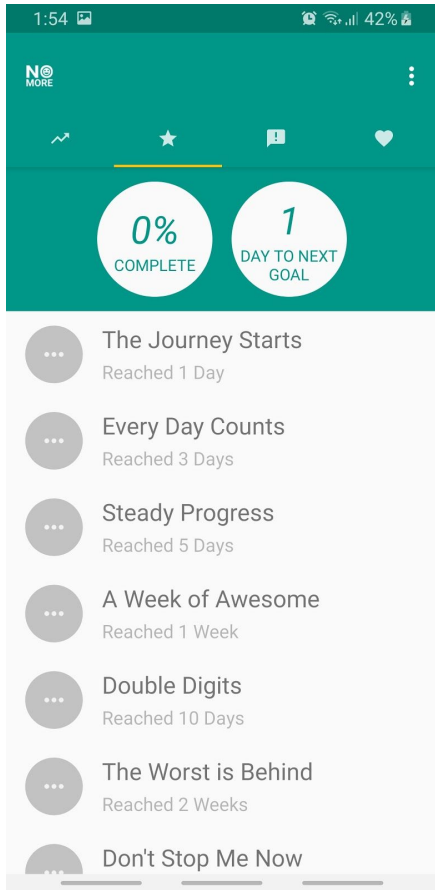 1:54 42%
NO
MORE
0%
COMPLETE
1
DAY TO NEXT
GOAL
The Journey Starts
Reached 1 Day
Every Day Counts
Reached 3 Days
Steady Progress
Reached 5 Days
A Week of Awesome
Reached 1 Week
Double Digits
Reached 10 Days
The Worst is Behind
Reached 2 Weeks
Don't Stop Me Now